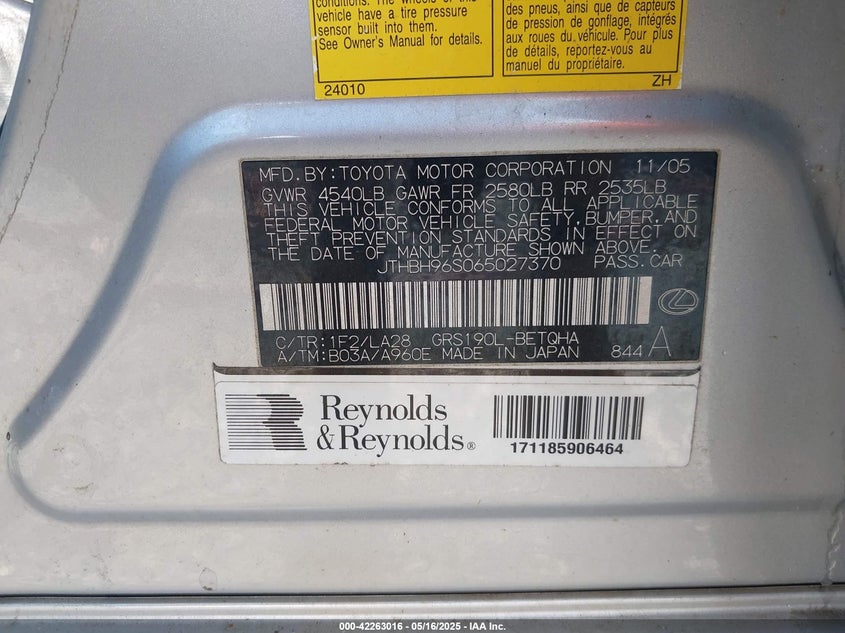 conditions. The wheels of this
vehicle have a tire pressure
sensor built into them.
See Owner's Manual for details.
24010
des pneus, ainsi que de capteurs
de pression de gonflage, intégrés
aux roues du véhicule. Pour plus
de détails, reportez-vous au
manuel du propriétaire.
ZH
MFD.BY:TOYOTA MOTOR CORPORATION 11/05
GVWR 4540LB GAWR FR 2580LB RR 2535LB
THIS VEHICLE CONFORMS TO ALL APPLICABLE
FEDERAL MOTOR VEHICLE SAFETY,BUMPER,AND
THEFT PREVENTION STANDARDS IN EFFECT ON
THE DATE OF MANUFACTURE SHOWN ABOVE.
JTHBH96S065027370 PASS.CAR
C/TR:1F2/LA28 GRS190L-BETQHA
A/TM:B03A/A960E MADE IN JAPAN 844 A
Reynolds
& Reynolds®
171185906464
000-42263016 - 05/16/2025 - IAA Inc.